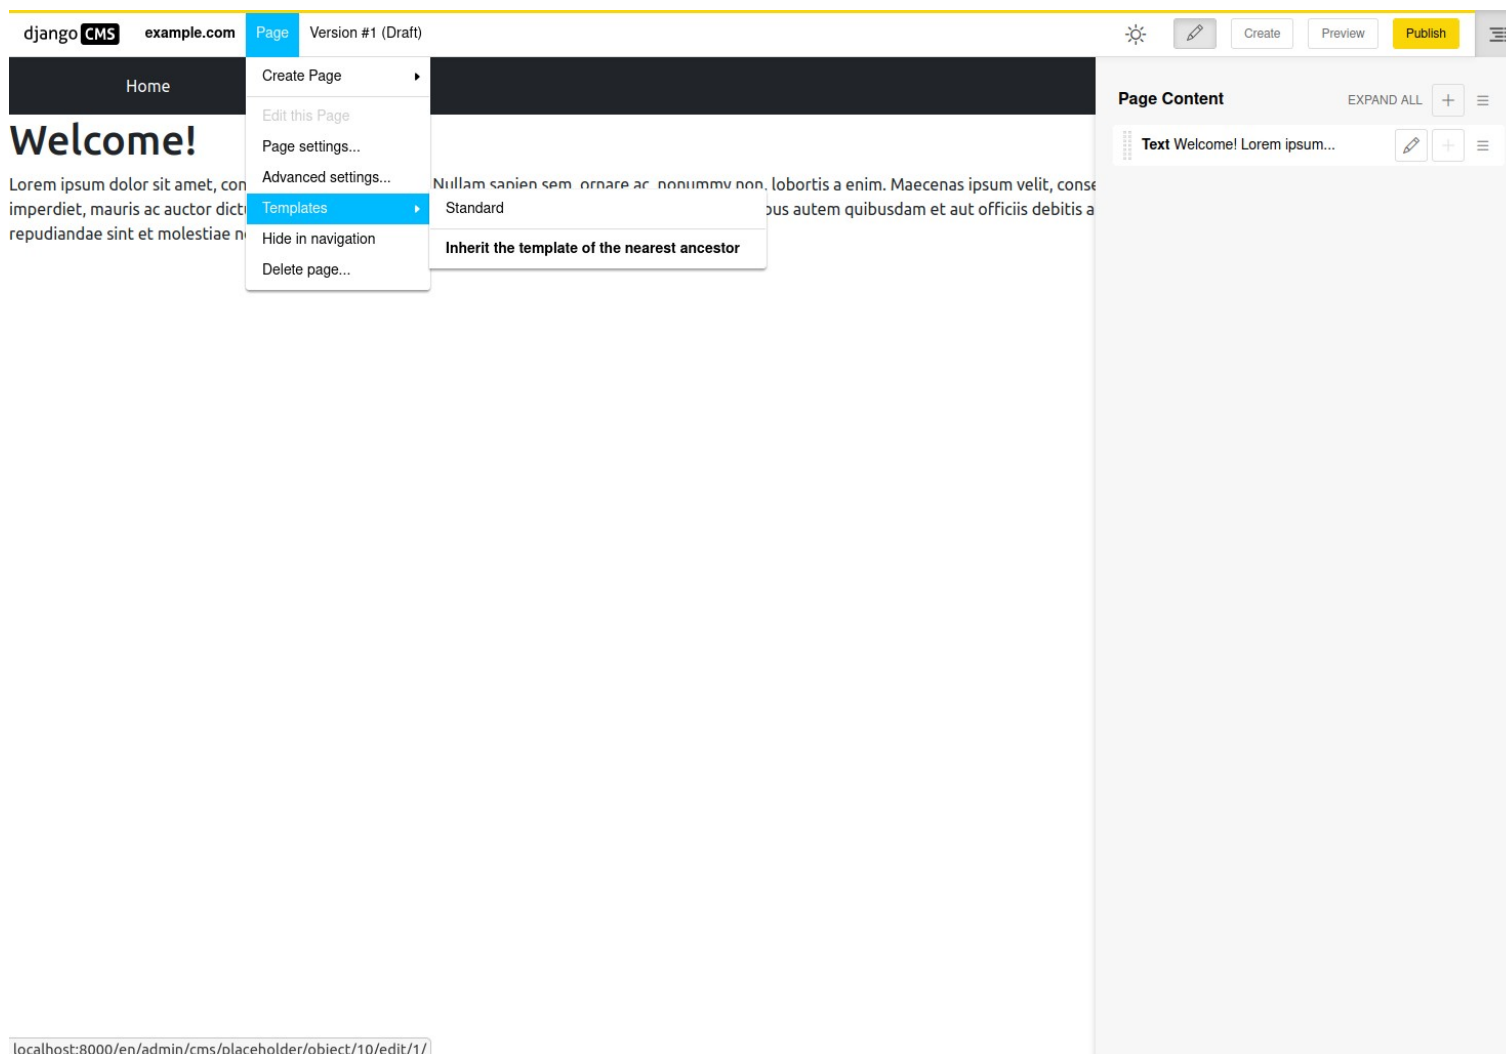 django CMS example.com Page Version #1 (Draft) Create Preview Publish
Home
Create Page
Edit this Page
Page settings...
Advanced settings...
Templates
Hide in navigation
Delete page...
Standard
Inherit the template of the nearest ancestor
Welcome!
Lorem ipsum dolor sit amet, con Nullam sapien sem, ornare ac, nonummy non, lobortis a enim. Maecenas ipsum velit, conse
imperdiet, mauris ac auctor dict ous autem quibusdam et aut officiis debitis a
repudiandae sint et molestiae n
Page Content EXPAND ALL
Text Welcome! Lorem ipsum...
localhost:8000/en/admin/cms/placeholder/object/10/edit/1/